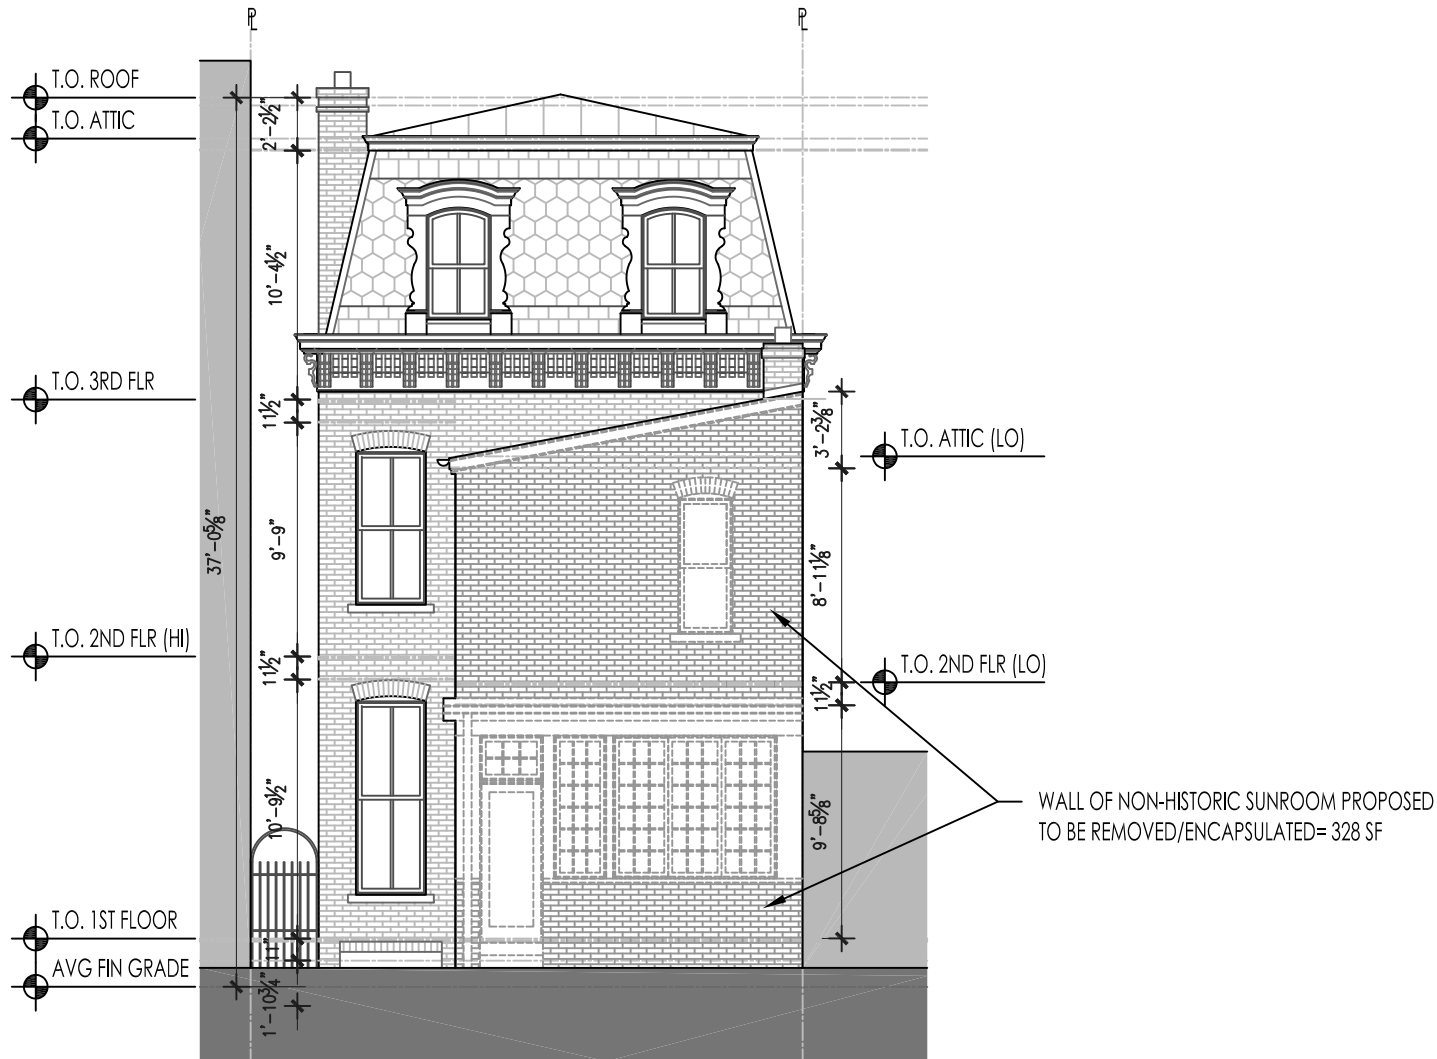 PL
PL
T.O. ROOF
T.O. ATTIC
T.O. 3RD FLR
T.O. 2ND FLR (HI)
T.O. 1ST FLOOR
AVG FIN GRADE
37'-0⅝"
2'-2½"
10'-4½"
11½"
9'-9"
11½"
10'-9½"
11"
1'-10¾"
3'-2⅜"
8'-11⅛"
11½"
9'-8⅝"
T.O. ATTIC (LO)
T.O. 2ND FLR (LO)
WALL OF NON-HISTORIC SUNROOM PROPOSED
TO BE REMOVED/ENCAPSULATED= 328 SF